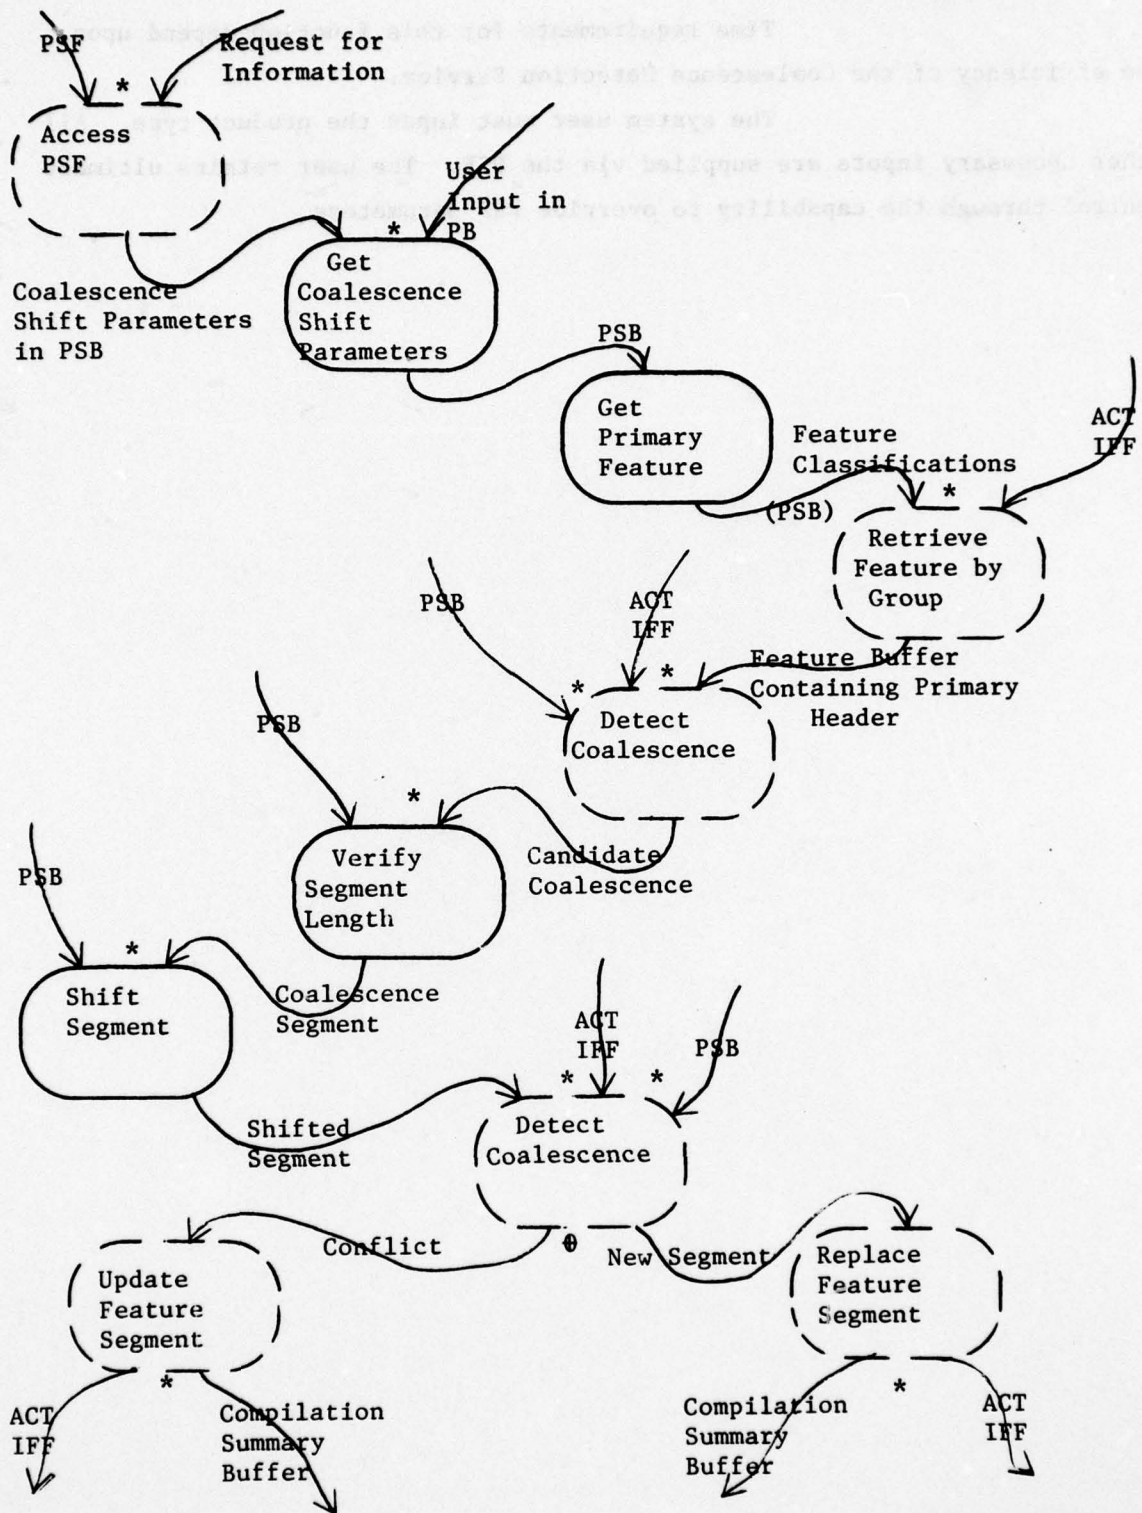 PSF
Request for
Information
*
Access
PSF
User
Input in
PB
*
Coalescence
Shift Parameters
in PSB
Get
Coalescence
Shift
Parameters
PSB
Get
Primary
Feature
Feature
Classifications
(PSB)
ACT
IFF
*
Retrieve
Feature by
Group
PSB
ACT
IFF
*
*
Feature Buffer
Containing Primary
Header
Detect
Coalescence
PSB
*
Verify
Segment
Length
Candidate
Coalescence
PSB
*
Shift
Segment
Coalescence
Segment
ACT
IFF
PSB
*
*
Shifted
Segment
Detect
Coalescence
Conflict
⊕
New Segment
Update
Feature
Segment
*
Replace
Feature
Segment
*
ACT
IFF
Compilation
Summary
Buffer
Compilation
Summary
Buffer
ACT
IFF